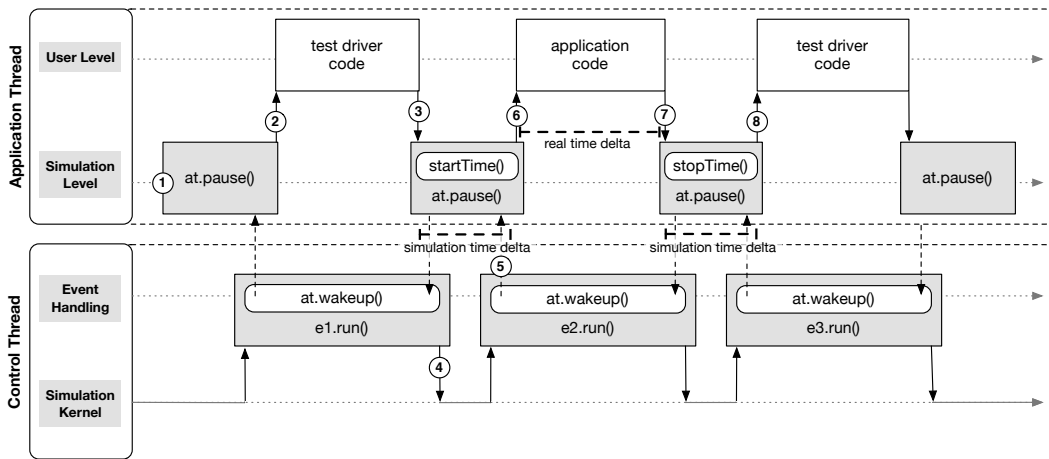 Application Thread
User Level
test driver
code
application
code
test driver
code
2
3
6
7
8
real time delta
Simulation
Level
1
at.pause()
startTime()
at.pause()
stopTime()
at.pause()
at.pause()
simulation time delta
simulation time delta
5
Control Thread
Event
Handling
at.wakeup()
e1.run()
at.wakeup()
e2.run()
at.wakeup()
e3.run()
4
Simulation
Kernel